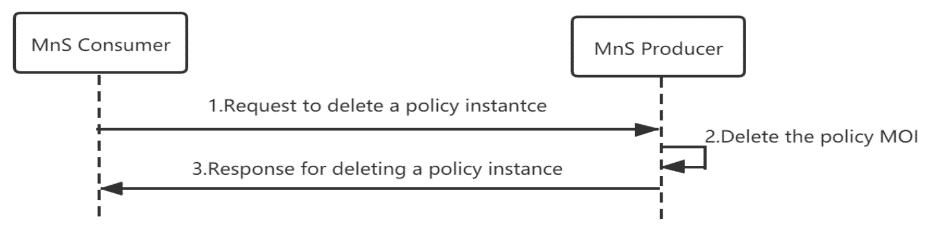 MnS Consumer
MnS Producer
1.Request to delete a policy instantce
2.Delete the policy MOI
3.Response for deleting a policy instance